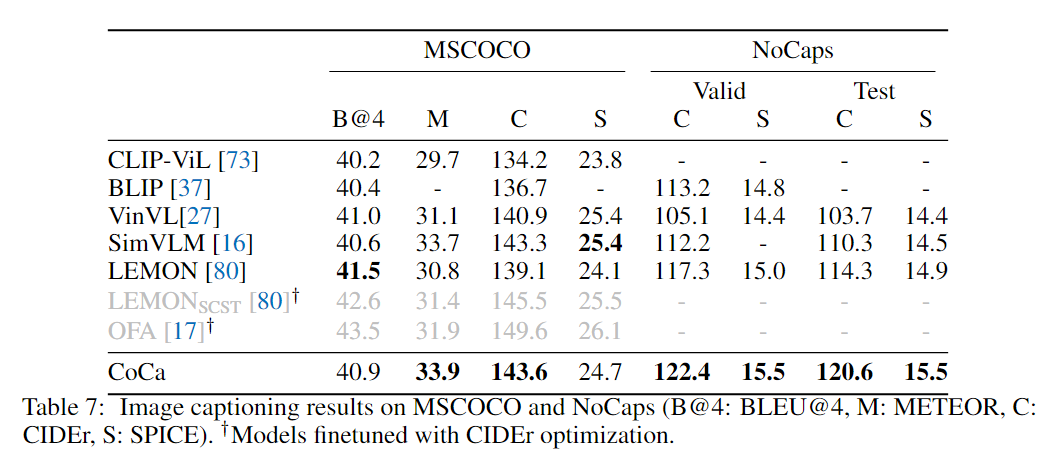 MSCOCO NoCaps
Valid Test
B@4 M C S C S C S
CLIP-ViL [73] 40.2 29.7 134.2 23.8 - - - -
BLIP [37] 40.4 - 136.7 - 113.2 14.8 - -
VinVL[27] 41.0 31.1 140.9 25.4 105.1 14.4 103.7 14.4
SimVLM [16] 40.6 33.7 143.3 25.4 112.2 - 110.3 14.5
LEMON [80] 41.5 30.8 139.1 24.1 117.3 15.0 114.3 14.9
LEMONSCST [80]† 42.6 31.4 145.5 25.5 - - - -
OFA [17]† 43.5 31.9 149.6 26.1 - - - -
CoCa 40.9 33.9 143.6 24.7 122.4 15.5 120.6 15.5
Table 7: Image captioning results on MSCOCO and NoCaps (B@4: BLEU@4, M: METEOR, C:
CIDEr, S: SPICE). †Models finetuned with CIDEr optimization.